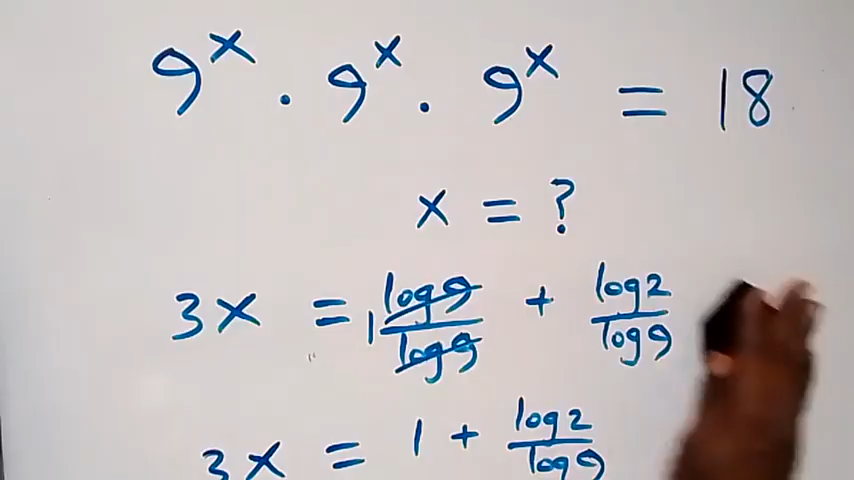 9^x · 9^x · 9^x = 18
x = ?
3x = 1 log9/log9 + log2/log9
3x = 1 + log2/log9